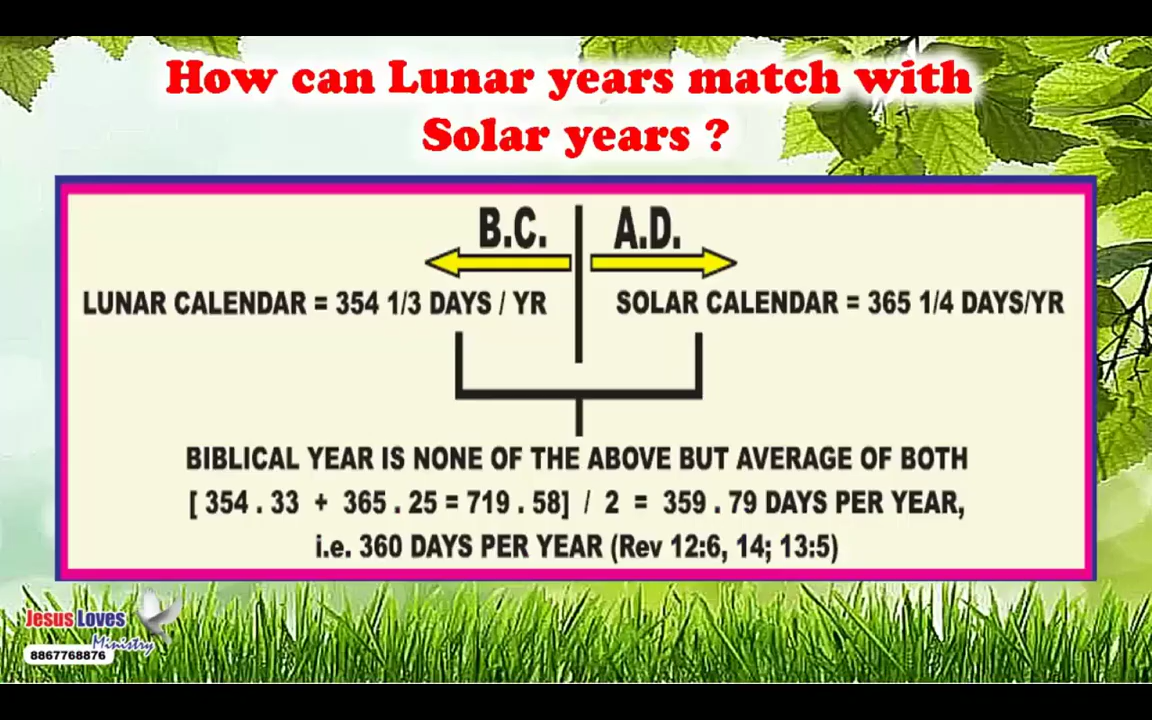 How can Lunar years match with
Solar years ?
B.C. A.D.
LUNAR CALENDAR = 354 1/3 DAYS / YR SOLAR CALENDAR = 365 1/4 DAYS/YR
BIBLICAL YEAR IS NONE OF THE ABOVE BUT AVERAGE OF BOTH
[ 354 . 33 + 365 . 25 = 719 . 58] / 2 = 359 . 79 DAYS PER YEAR,
i.e. 360 DAYS PER YEAR (Rev 12:6, 14; 13:5)
Jesus Loves
Ministry
8867768876